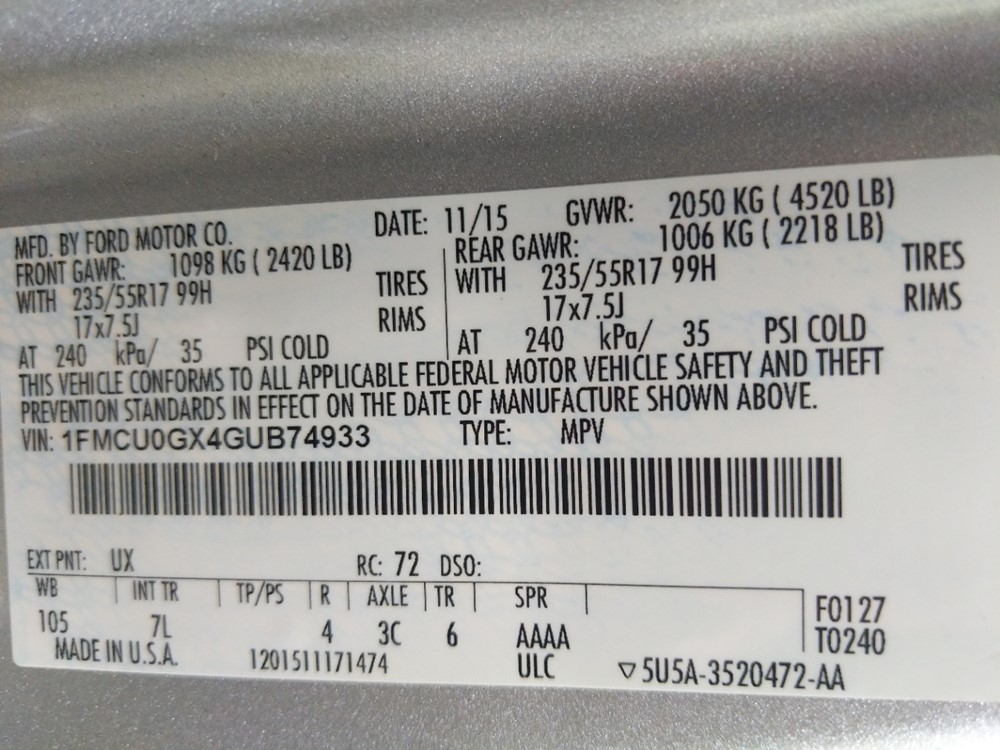 MFD. BY FORD MOTOR CO. DATE: 11/15 GVWR: 2050 KG ( 4520 LB)
FRONT GAWR: 1098 KG ( 2420 LB) REAR GAWR: 1006 KG ( 2218 LB)
WITH 235/55R17 99H TIRES WITH 235/55R17 99H TIRES
17x7.5J RIMS 17x7.5J RIMS
AT 240 kPa/ 35 PSI COLD AT 240 kPa/ 35 PSI COLD
THIS VEHICLE CONFORMS TO ALL APPLICABLE FEDERAL MOTOR VEHICLE SAFETY AND THEFT
PREVENTION STANDARDS IN EFFECT ON THE DATE OF MANUFACTURE SHOWN ABOVE.
VIN: 1FMCU0GX4GUB74933 TYPE: MPV
EXT PNT: UX RC: 72 DSO:
WB INT TR TP/PS R AXLE TR SPR F0127
105 7L 4 3C 6 AAAA T0240
MADE IN U.S.A. 1201511171474 ULC ▽5U5A-3520472-AA